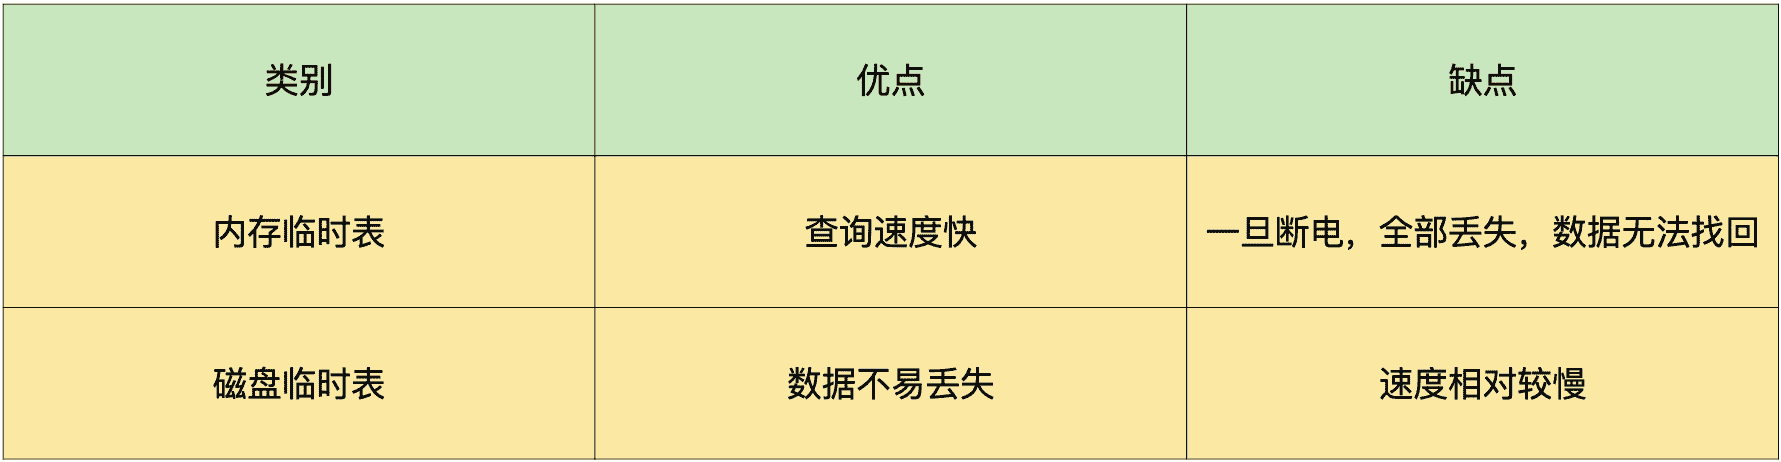 类别 优点 缺点
内存临时表 查询速度快 一旦断电，全部丢失，数据无法找回
磁盘临时表 数据不易丢失 速度相对较慢